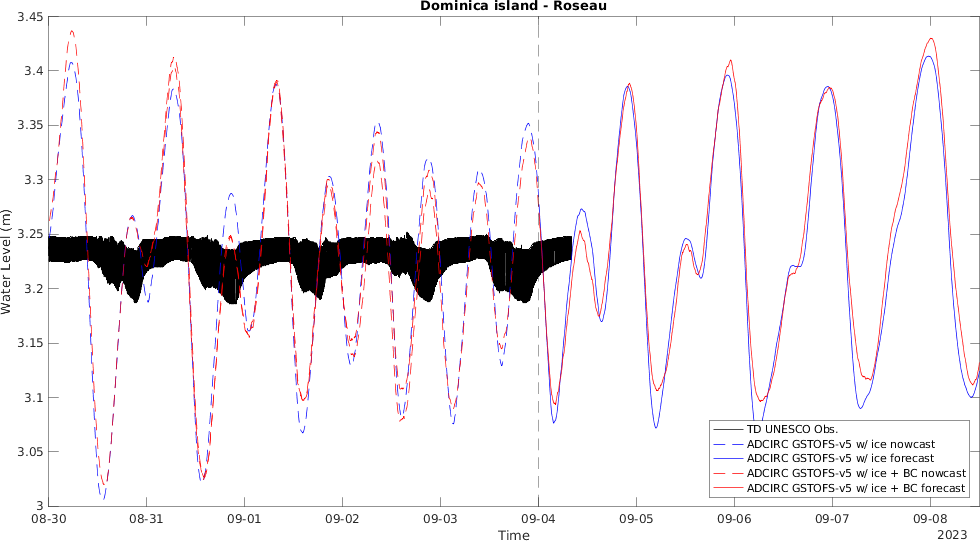 Dominica island - Roseau
3.45
3.4
3.35
3.3
3.25
3.2
3.15
3.1
3.05
3
Water Level (m)
TD UNESCO Obs.
ADCIRC GSTOFS-v5 w/ ice nowcast
ADCIRC GSTOFS-v5 w/ ice forecast
ADCIRC GSTOFS-v5 w/ ice + BC nowcast
ADCIRC GSTOFS-v5 w/ ice + BC forecast
08-30 08-31 09-01 09-02 09-03 09-04 09-05 09-06 09-07 09-08
Time
2023